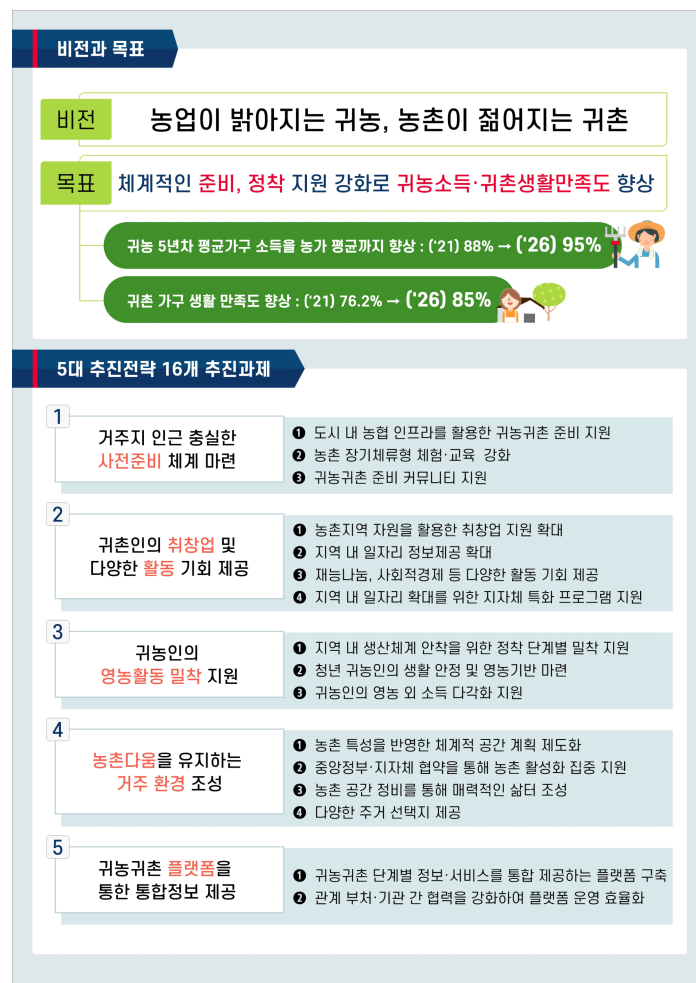 비전과 목표
비전
농업이 밝아지는 귀농, 농촌이 젊어지는 귀촌
목표
체계적인 준비, 정착 지원 강화로 귀농소득·귀촌생활만족도 향상
귀농 5년차 평균가구 소득을 농가 평균까지 향상 : ('21) 88% → ('26) 95%
귀촌 가구 생활 만족도 향상 : ('21) 76.2% → ('26) 85%
5대 추진전략 16개 추진과제
1
거주지 인근 충실한
사전준비 체계 마련
❶ 도시 내 농협 인프라를 활용한 귀농귀촌 준비 지원
❷ 농촌 장기체류형 체험·교육 강화
❸ 귀농귀촌 준비 커뮤니티 지원
2
귀촌인의 취창업 및
다양한 활동 기회 제공
❶ 농촌지역 자원을 활용한 취창업 지원 확대
❷ 지역 내 일자리 정보제공 확대
❸ 재능나눔, 사회적경제 등 다양한 활동 기회 제공
❹ 지역 내 일자리 확대를 위한 지자체 특화 프로그램 지원
3
귀농인의
영농활동 밀착 지원
❶ 지역 내 생산체계 안착을 위한 정착 단계별 밀착 지원
❷ 청년 귀농인의 생활 안정 및 영농기반 마련
❸ 귀농인의 영농 외 소득 다각화 지원
4
농촌다움을 유지하는
거주 환경 조성
❶ 농촌 특성을 반영한 체계적 공간 계획 제도화
❷ 중앙정부·지자체 협약을 통해 농촌 활성화 집중 지원
❸ 농촌 공간 정비를 통해 매력적인 삶터 조성
❹ 다양한 주거 선택지 제공
5
귀농귀촌 플랫폼을
통한 통합정보 제공
❶ 귀농귀촌 단계별 정보·서비스를 통합 제공하는 플랫폼 구축
❷ 관계 부처·기관 간 협력을 강화하여 플랫폼 운영 효율화